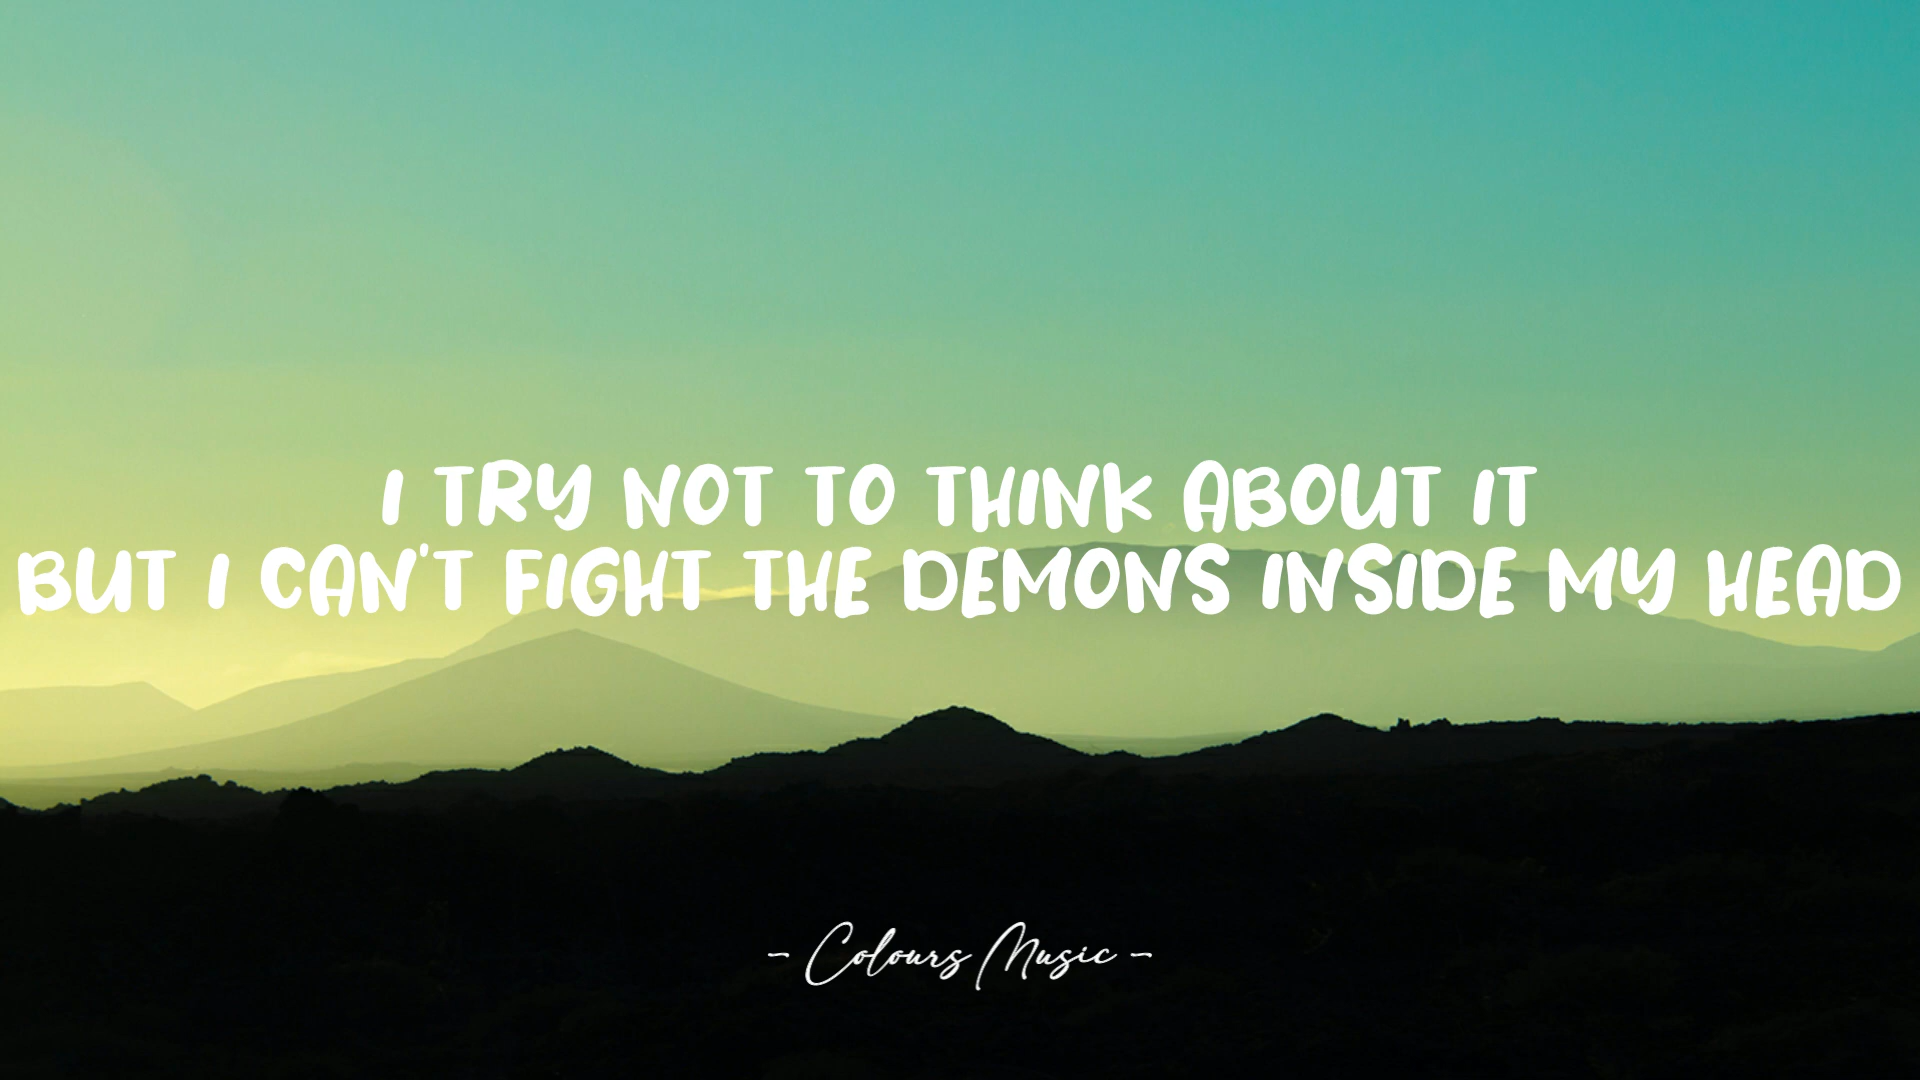 I TRY NOT TO THINK ABOUT IT
BUT I CAN'T FIGHT THE DEMONS INSIDE MY HEAD
- Colours Music -